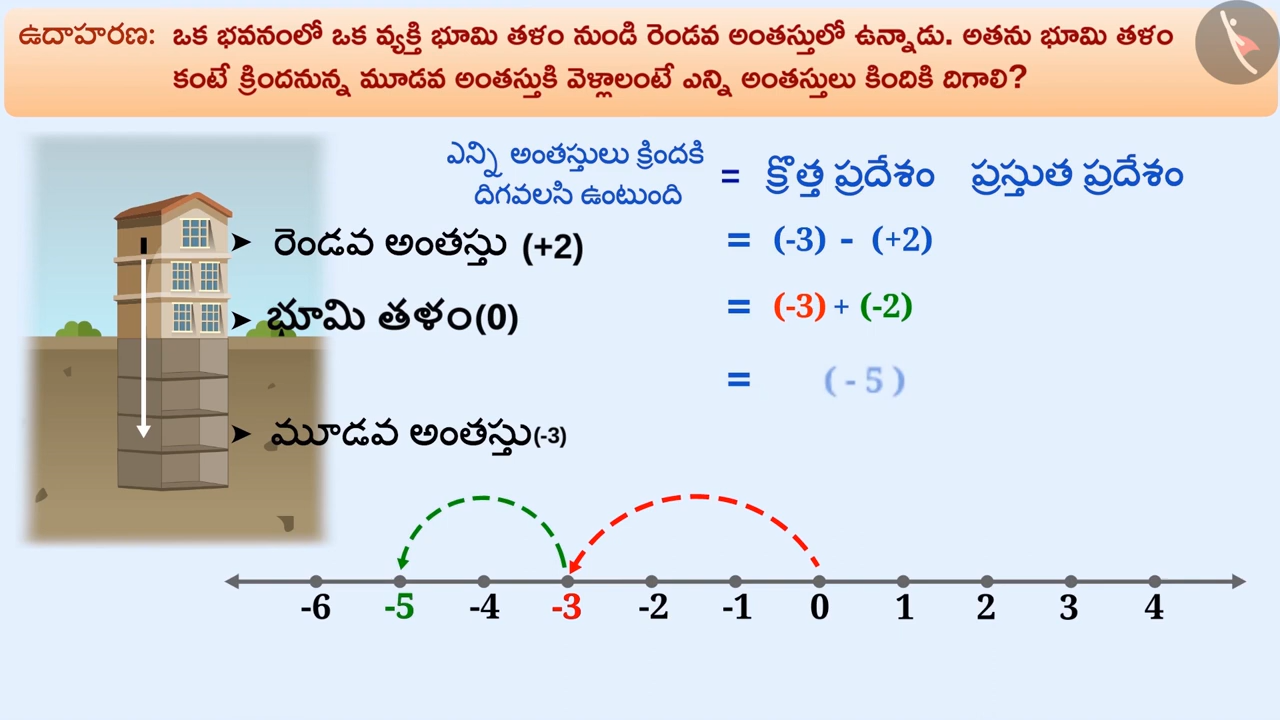 ఉదాహరణ: ఒక భవనంలో ఒక వ్యక్తి భూమి తళం నుండి రెండవ అంతస్తులో ఉన్నాడు. అతను భూమి తళం
కంటే క్రిందనున్న మూడవ అంతస్తుకి వెళ్లాలంటే ఎన్ని అంతస్తులు కిందికి దిగాలి?
ఎన్ని అంతస్తులు క్రిందకి
దిగవలసి ఉంటుంది
= క్రొత్త ప్రదేశం ప్రస్తుత ప్రదేశం
రెండవ అంతస్తు (+2)
= (-3) - (+2)
భూమి తళం(0)
= (-3) + (-2)
= (-5)
మూడవ అంతస్తు(-3)
-6 -5 -4 -3 -2 -1 0 1 2 3 4